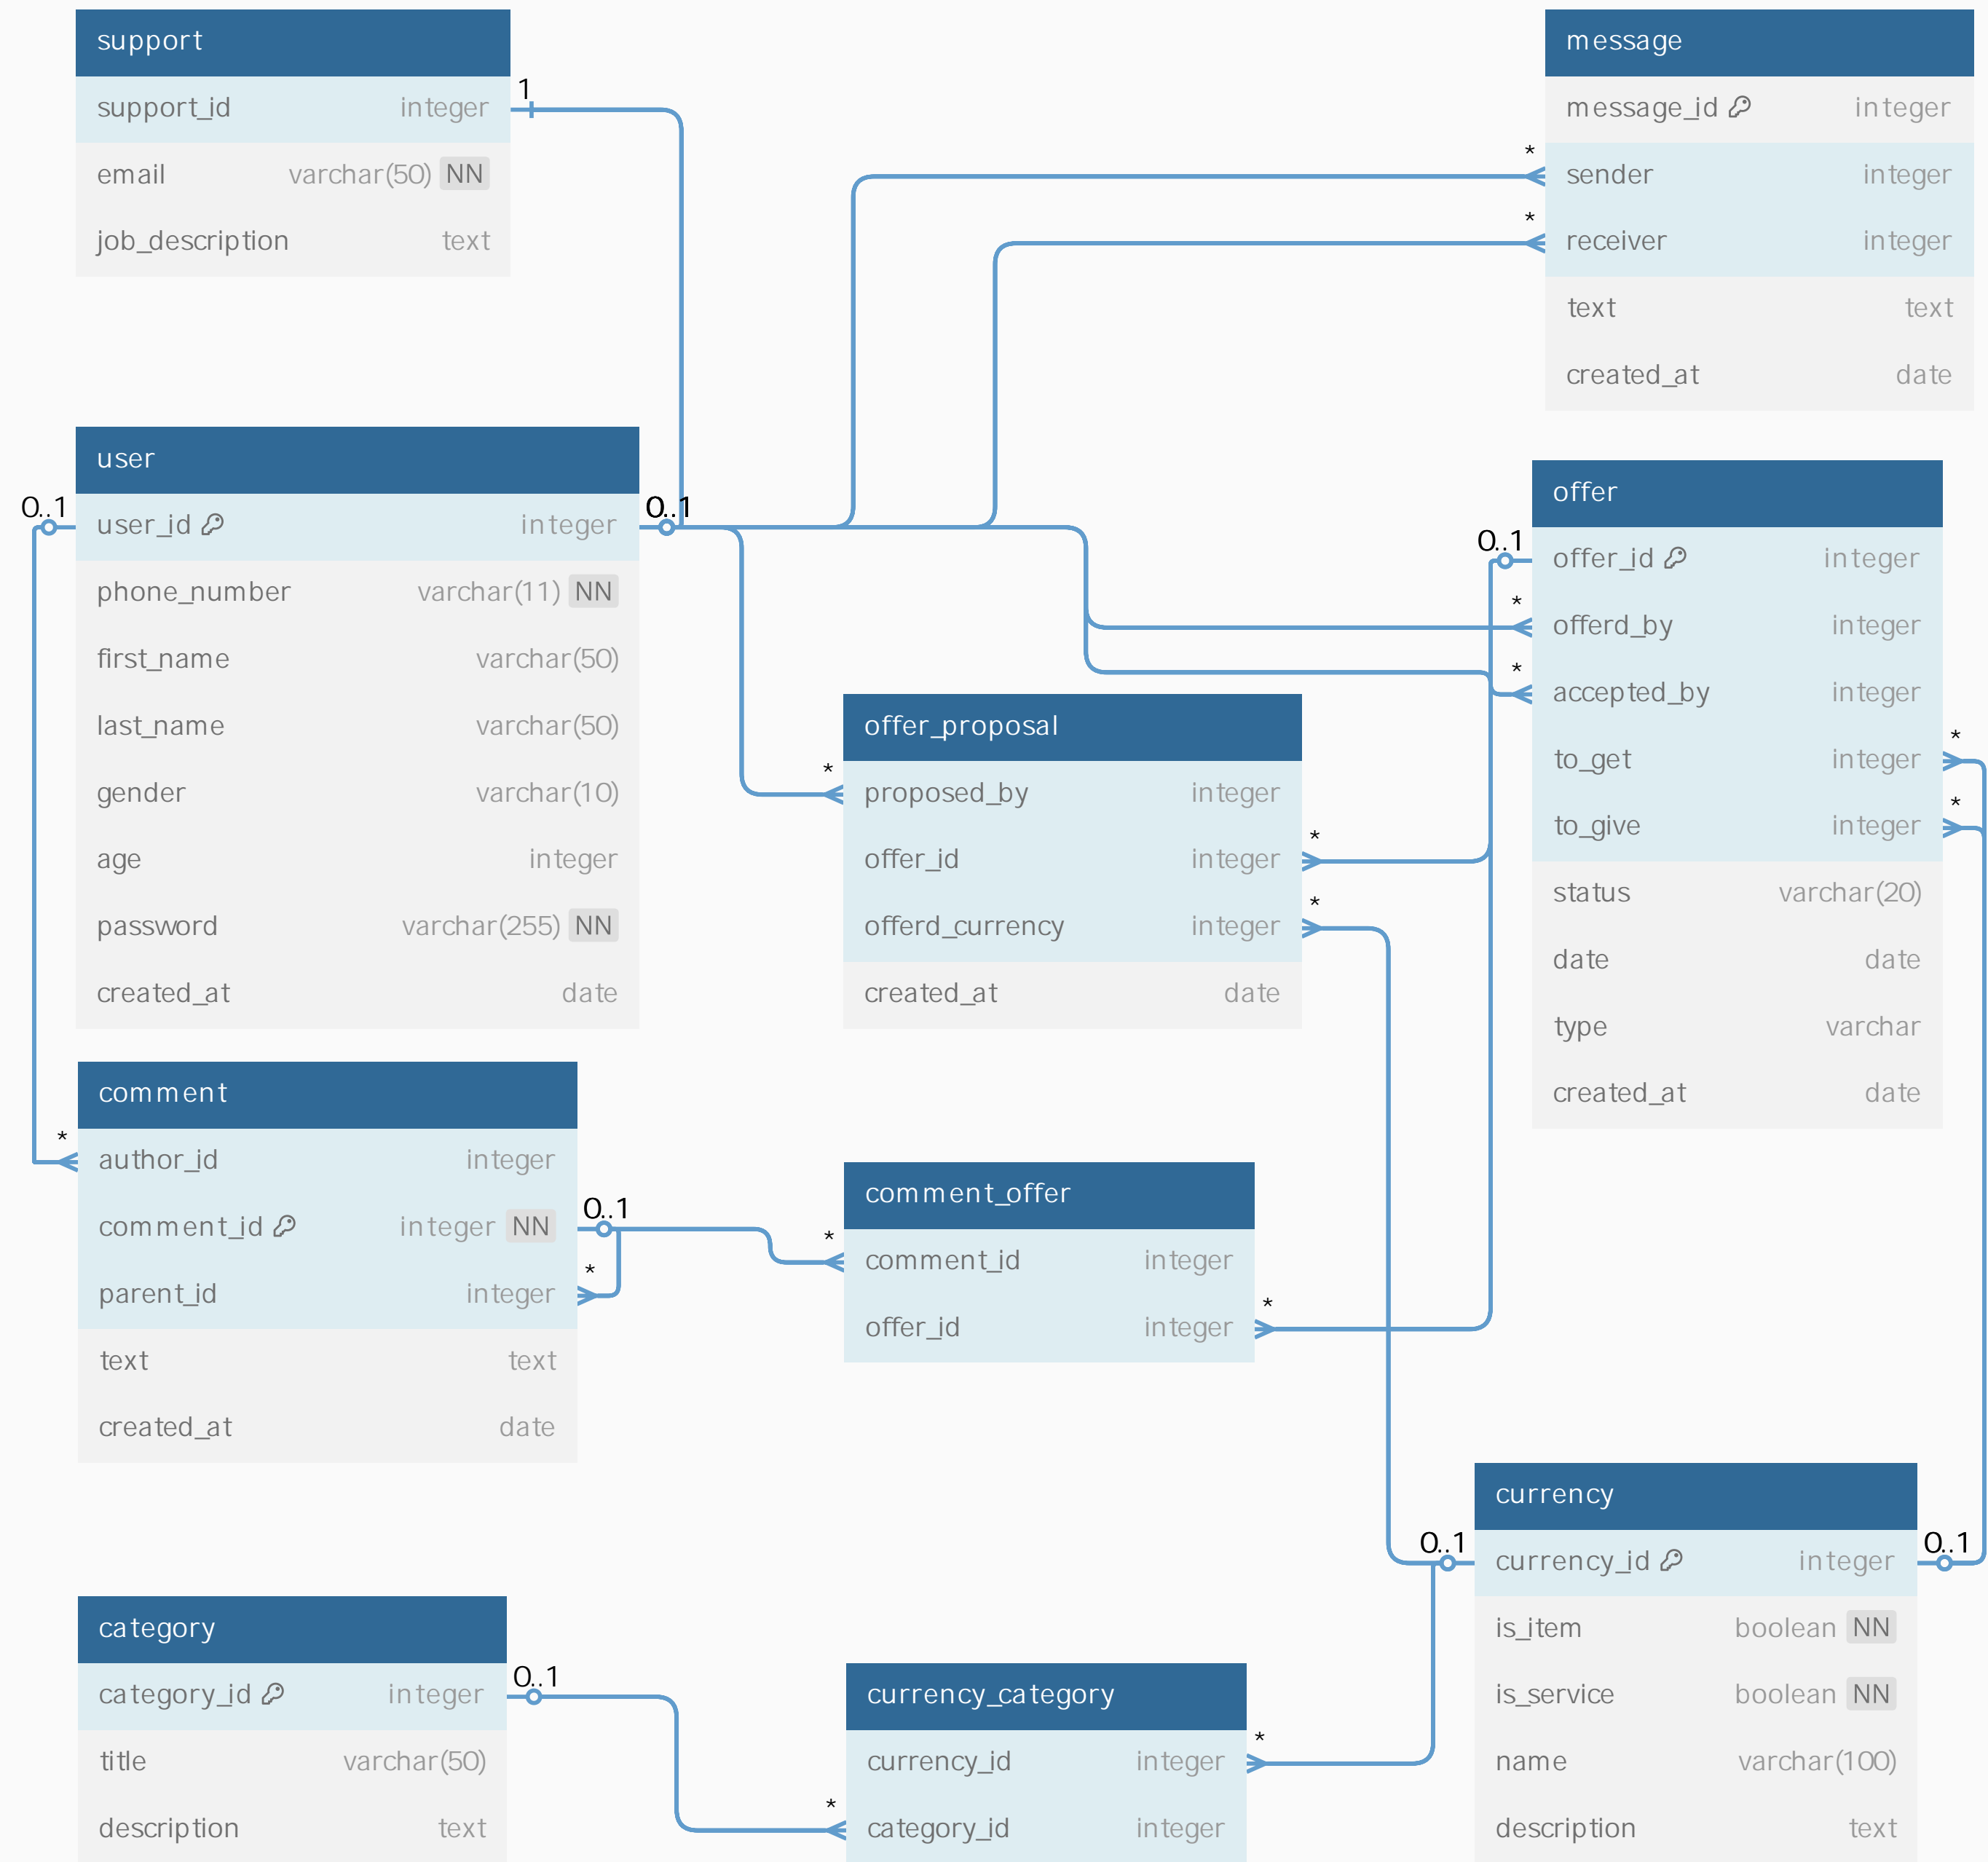 support
support_id integer
email varchar(50) NN
job_description text
1
message
message_id integer
* sender integer
* receiver integer
text text
created_at date
user
0..1 user_id integer 0..1
phone_number varchar(11) NN
first_name varchar(50)
last_name varchar(50)
gender varchar(10)
age integer
password varchar(255) NN
created_at date
offer
0..1 offer_id integer
* offerd_by integer
* accepted_by integer
to_get integer *
to_give integer *
status varchar(20)
date date
type varchar
created_at date
offer_proposal
* proposed_by integer
offer_id integer *
offerd_currency integer *
created_at date
comment
* author_id integer
comment_id integer NN 0..1
parent_id integer *
text text
created_at date
comment_offer
* comment_id integer
offer_id integer *
currency
0..1 currency_id integer 0..1
is_item boolean NN
is_service boolean NN
name varchar(100)
description text
category
category_id integer 0..1
title varchar(50)
description text
currency_category
currency_id integer *
* category_id integer